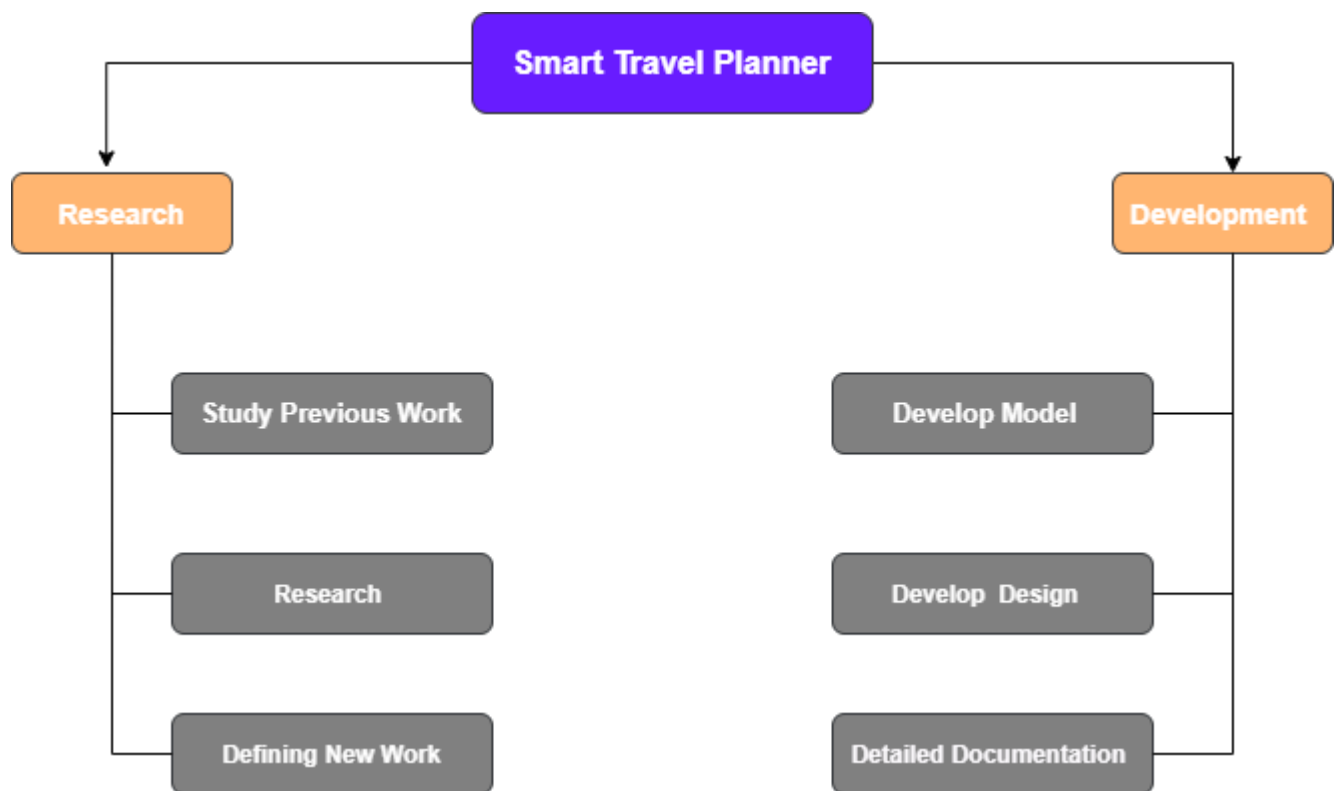 Smart Travel Planner
Research
Development
Study Previous Work
Develop Model
Research
Develop  Design
Defining New Work
Detailed Documentation